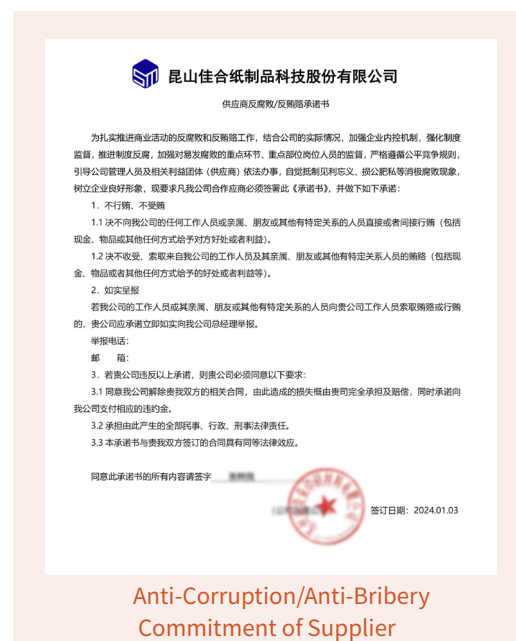 昆山佳合纸制品科技股份有限公司
供应商反腐败/反贿赂承诺书
为扎实推进商业活动的反腐败和反贿赂工作，结合公司的实际情况，加强企业内控机制，强化制度
监督，推进制度反腐，加强对易发腐败的重点环节、重点部位岗位人员的监督，严格遵循公平竞争规则，
引导公司管理人员及相关利益团体（供应商）依法办事，自觉抵制见利忘义、损公肥私等消极腐败现象，
树立企业良好形象，现要求凡我公司合作应商必须签署此《承诺书》，并做下如下承诺：
1．不行贿、不受贿
1.1 决不向我公司的任何工作人员或亲属、朋友或其他有特定关系的人员直接或者间接行贿（包括
现金、物品或其他任何方式给予对方好处或者利益）。
1.2 决不收受、索取来自我公司的工作人员及其亲属、朋友或其他有特定关系人员的贿赂（包括现
金、物品或者其他任何方式给予的好处或者利益等）。
2．如实呈报
若我公司的工作人员或其亲属、朋友或其他有特定关系的人员向贵公司工作人员索取贿赂或行贿
的，贵公司应承诺立即如实向我公司总经理举报。
举报电话：
邮 箱：
3．若贵公司违反以上承诺，则贵公司必须同意以下要求：
3.1 同意我公司解除贵我双方的相关合同，由此造成的损失概由贵司完全承担及赔偿，同时承诺向
我公司支付相应的违约金。
3.2 承担由此产生的全部民事、行政、刑事法律责任。
3.3 本承诺书与贵我双方签订的合同具有同等法律效应。
同意此承诺书的所有内容请签字
签订日期：2024.01.03
Anti-Corruption/Anti-Bribery
Commitment of Supplier